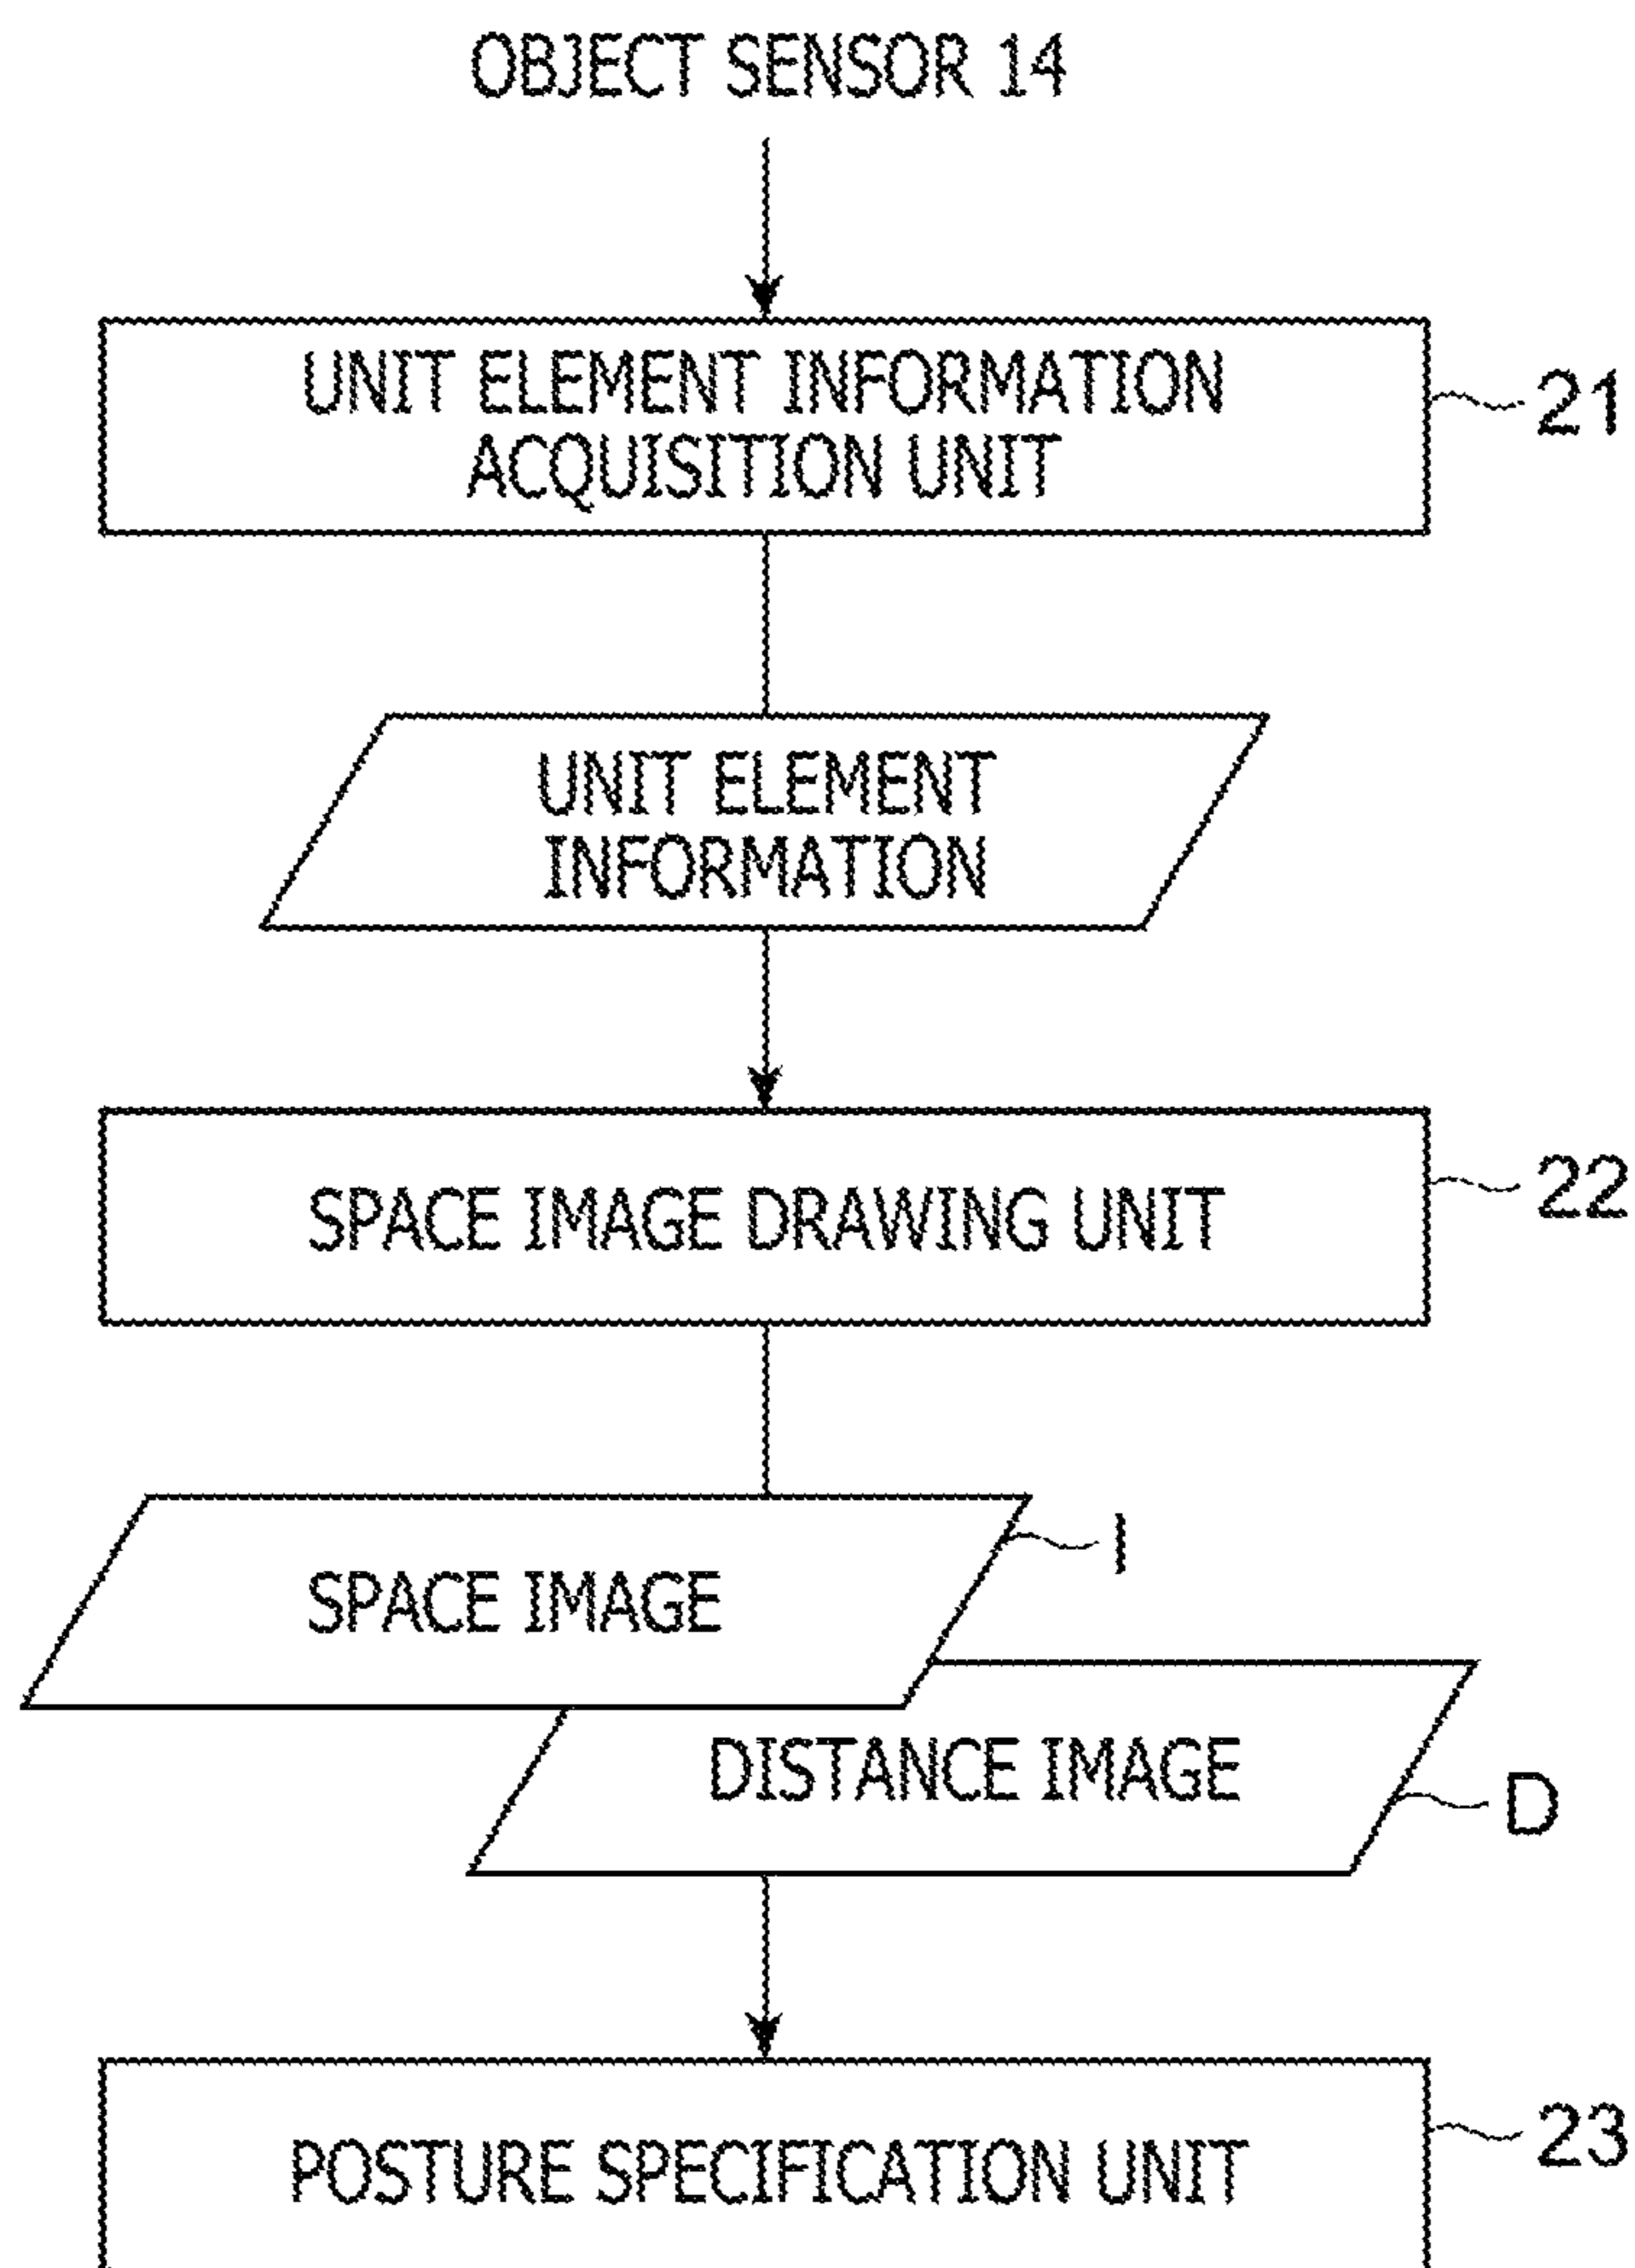 OBJECT SENSOR 14
UNIT ELEMENT INFORMATION
ACQUISITION UNIT
21
UNIT ELEMENT
INFORMATION
SPACE IMAGE DRAWING UNIT
22
SPACE IMAGE
I
DISTANCE IMAGE
D
POSTURE SPECIFICATION UNIT
23